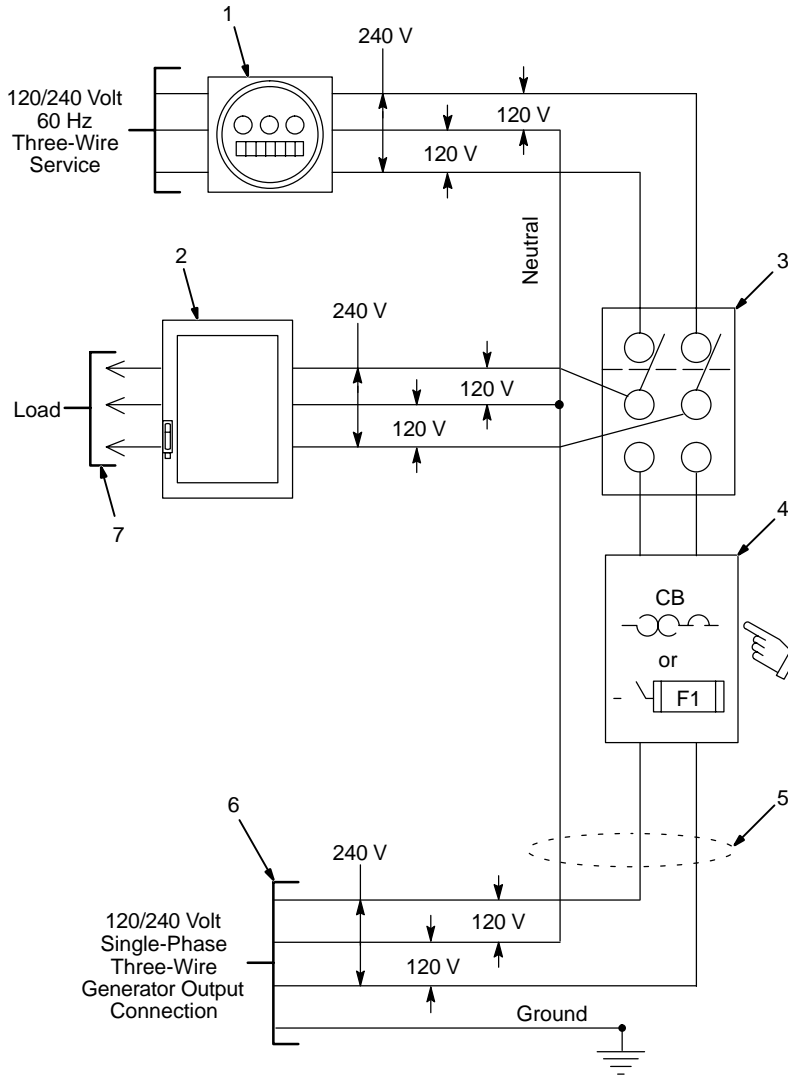 1
240 V
120/240 Volt
60 Hz
Three-Wire
Service
120 V
120 V
Neutral
2
3
240 V
Load
120 V
120 V
7
4
CB
or
F1
5
6
240 V
120/240 Volt
Single-Phase
Three-Wire
Generator Output
Connection
120 V
120 V
Ground